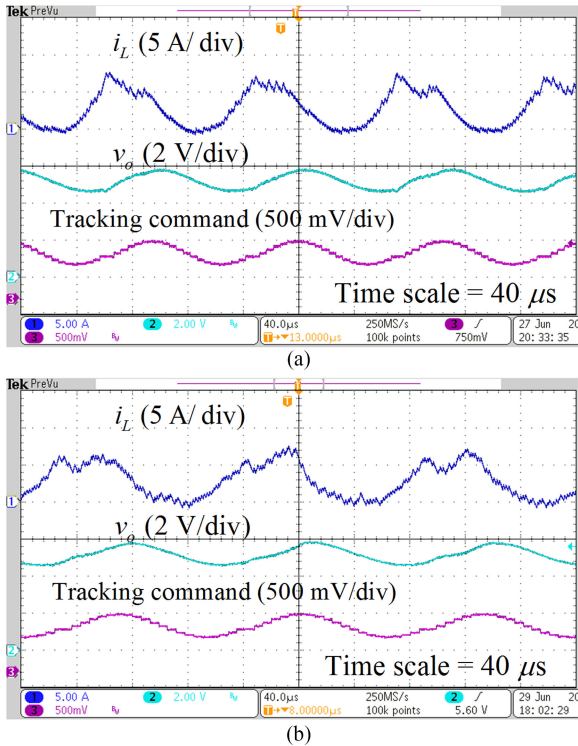 Tek PreVu
T
T
i_L (5 A/ div)
1
v_o (2 V/div)
Tracking command (500 mV/div)
2
3
Time scale = 40 μs
1 5.00 A 2 2.00 V 40.0μs 250MS/s 3 27 Jun 20
3 500mV BW T→▼13.0000μs 100k points 750mV 20:33:35
(a)
Tek PreVu
T
T
i_L (5 A/ div)
1
v_o (2 V/div)
Tracking command (500 mV/div)
2
3
Time scale = 40 μs
1 5.00 A 2 2.00 V 40.0μs 250MS/s 2 29 Jun 20
3 500mV BW T→▼8.00000μs 100k points 5.60 V 18:02:29
(b)